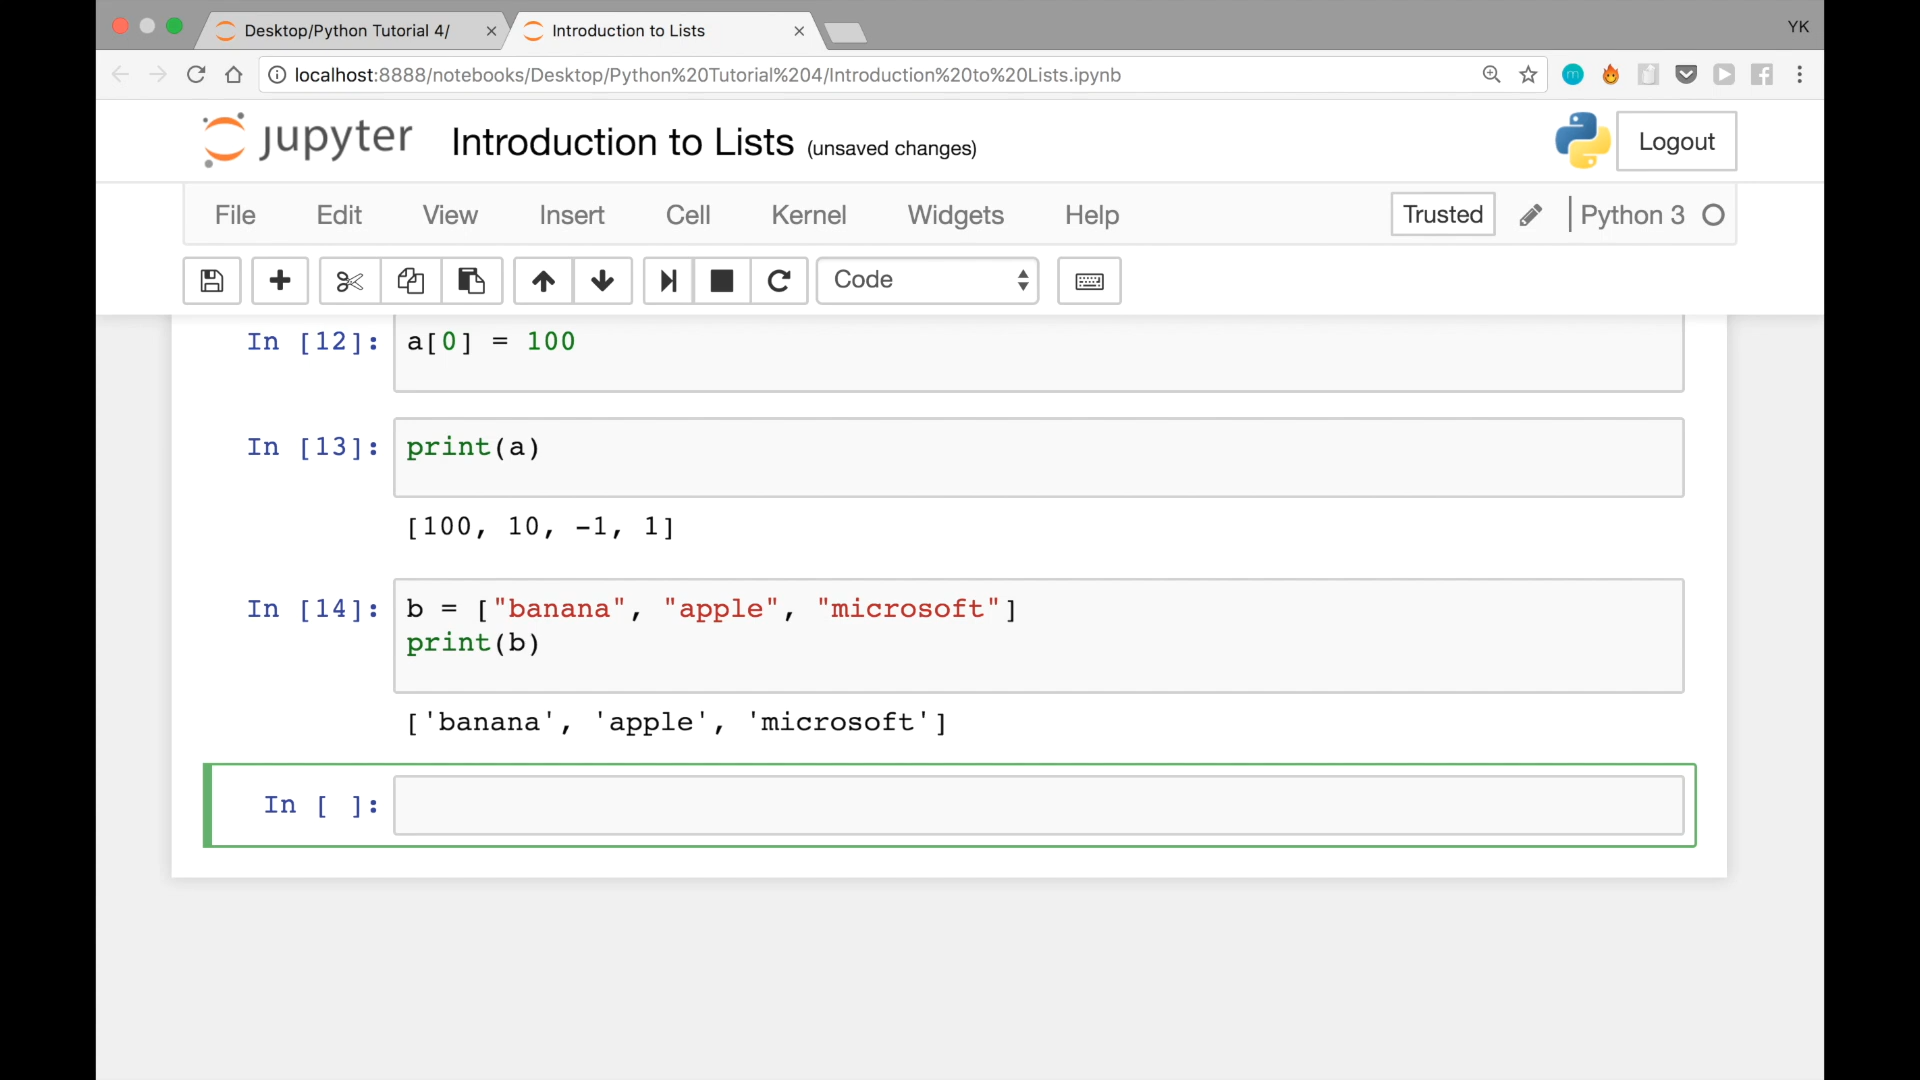 Desktop/Python Tutorial 4/
Introduction to Lists
YK
localhost:8888/notebooks/Desktop/Python%20Tutorial%204/Introduction%20to%20Lists.ipynb
jupyter Introduction to Lists (unsaved changes)
Logout
File Edit View Insert Cell Kernel Widgets Help
Trusted
Python 3
Code
In [12]: a[0] = 100
In [13]: print(a)
[100, 10, -1, 1]
In [14]: b = ["banana", "apple", "microsoft"]
print(b)
['banana', 'apple', 'microsoft']
In [ ]: